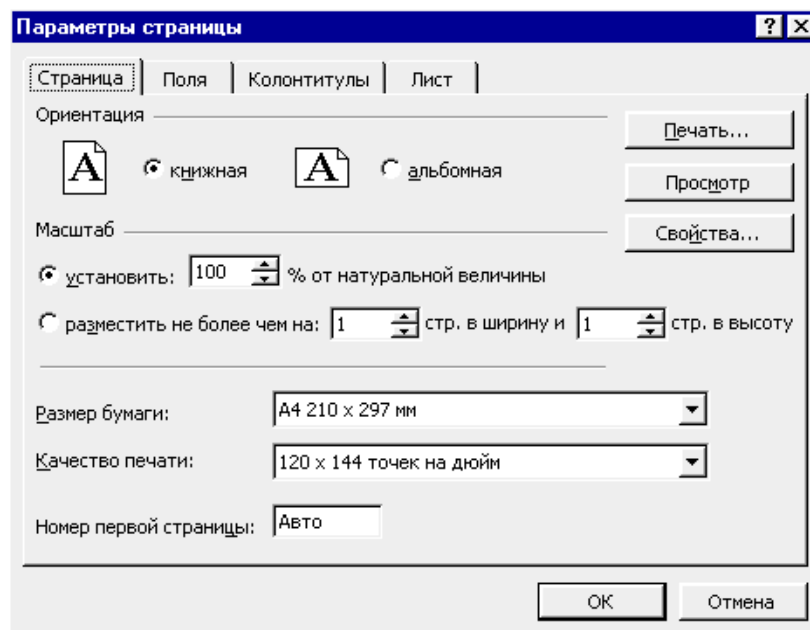 Параметры страницы ? X
Страница Поля Колонтитулы Лист
Ориентация
Печать...
A книжная A альбомная
Просмотр
Масштаб
Свойства...
установить: 100 % от натуральной величины
разместить не более чем на: 1 стр. в ширину и 1 стр. в высоту
Размер бумаги: A4 210 x 297 мм
Качество печати: 120 x 144 точек на дюйм
Номер первой страницы: Авто
ОК Отмена